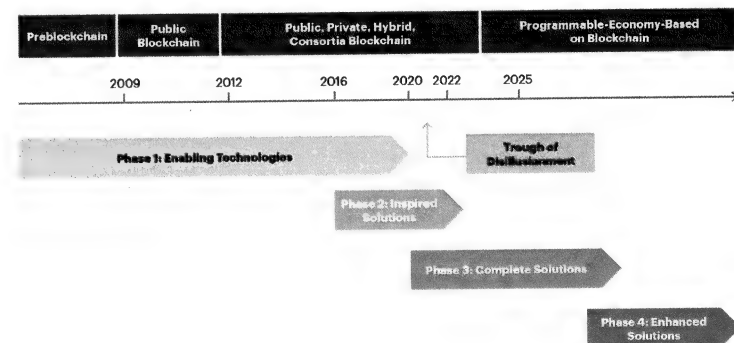 Preblockchain
Public
Blockchain
Public, Private, Hybrid,
Consortia Blockchain
Programmable-Economy-Based
on Blockchain
2009
2012
2016
2020
2022
2025
Phase 1: Enabling Technologies
Trough of
Disillusionment
Phase 2: Inspired
Solutions
Phase 3: Complete Solutions
Phase 4: Enhanced
Solutions